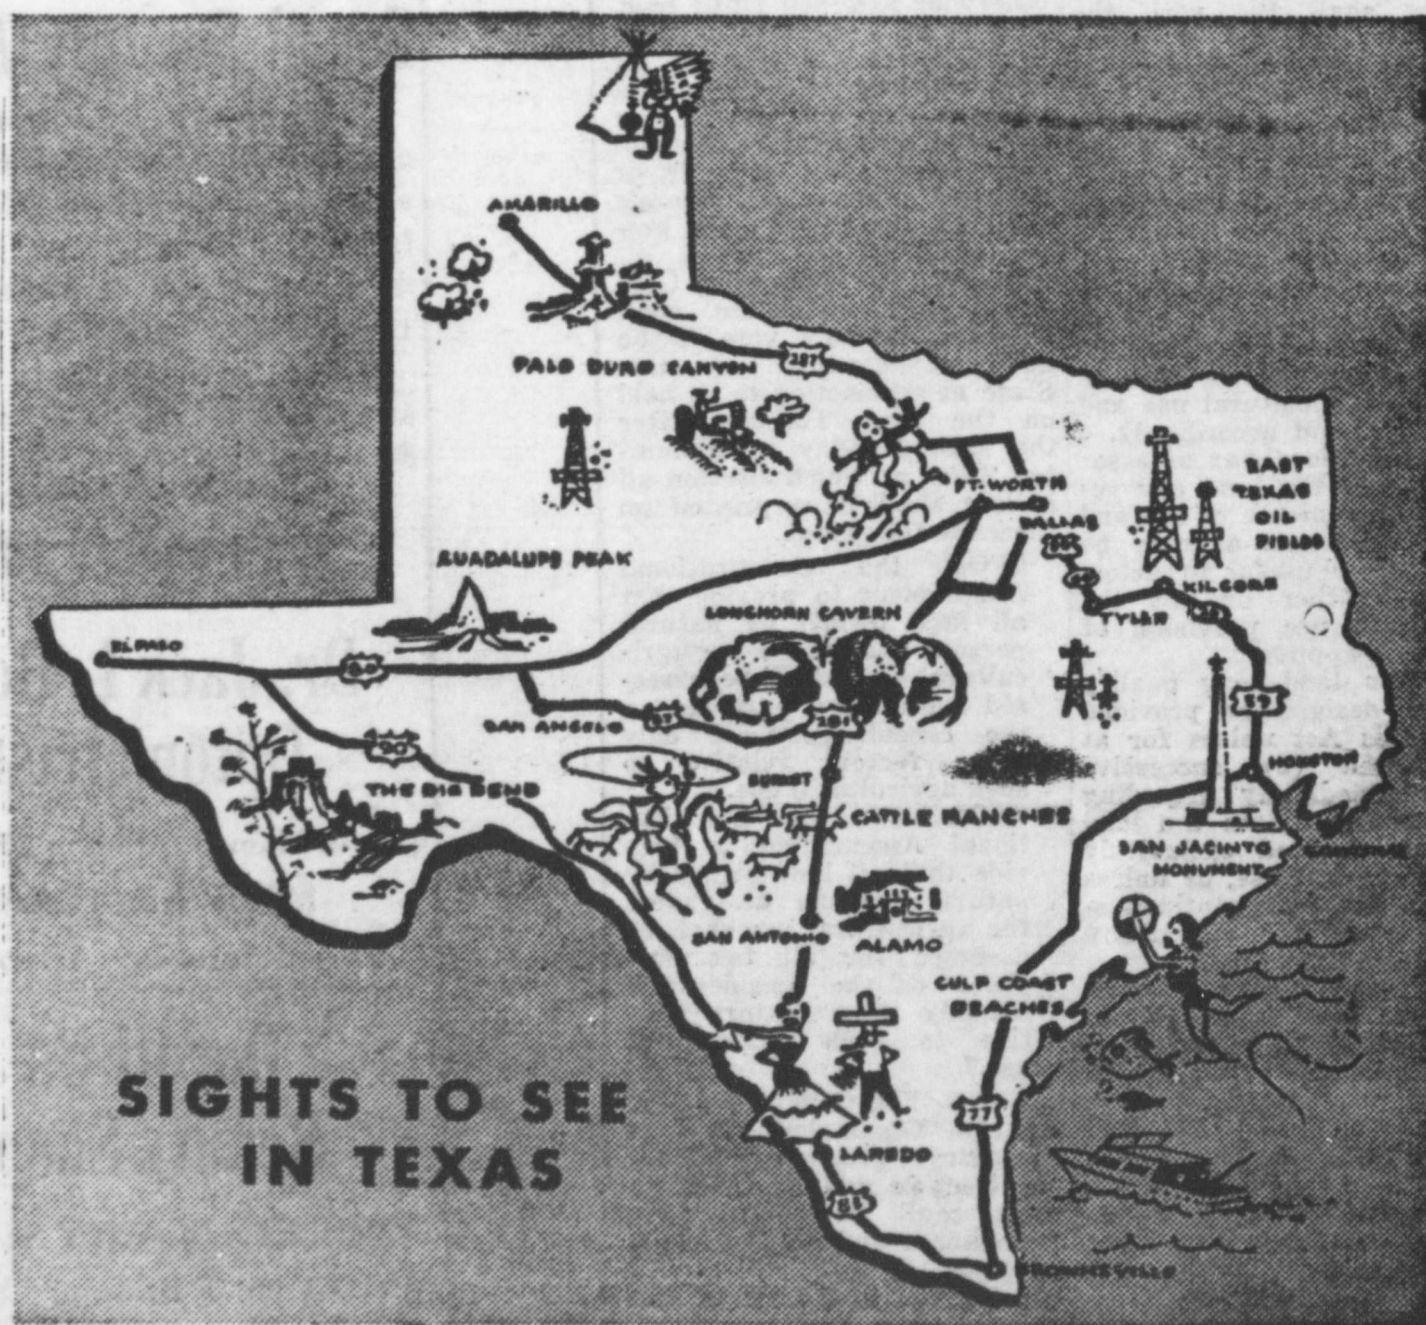 AMARILLO
PALO DURO CANYON
287
FT. WORTH
DALLAS
EAST
TEXAS
OIL
FIELDS
GUADALUPE PEAK
KILGORE
TYLER
LONGHORN CAVERN
EL PASO
80
SAN ANGELO
87
281
59
90
THE BIG BEND
BURNET
HOUSTON
CATTLE RANCHES
SAN JACINTO
MONUMENT
SAN ANTONIO
ALAMO
GULF COAST
BEACHES
77
LAREDO
83
BROWNSVILLE
SIGHTS TO SEE
IN TEXAS